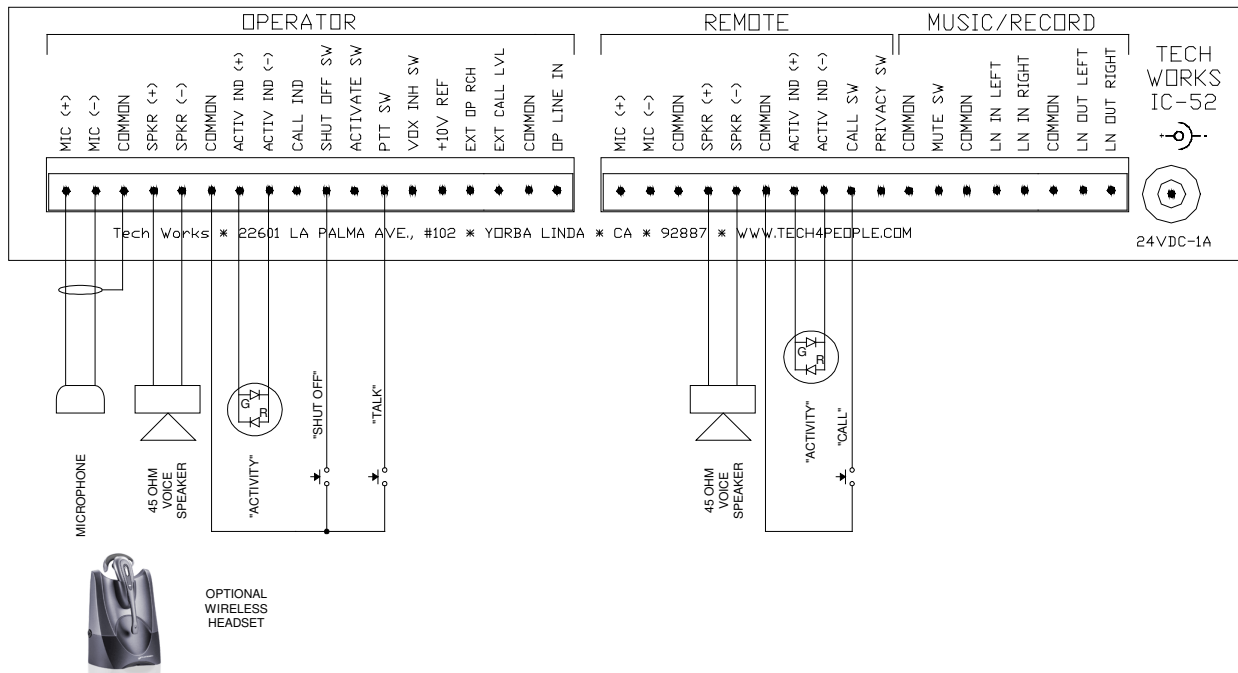 OPERATOR
REMOTE
MUSIC/RECORD
TECH
WORKS
IC-52
MIC (+)
MIC (-)
COMMON
SPKR (+)
SPKR (-)
COMMON
ACTIV IND (+)
ACTIV IND (-)
CALL IND
SHUT OFF SW
ACTIVATE SW
PTT SW
VOX INH SW
+10V REF
EXT OP RCH
EXT CALL LVL
COMMON
OP LINE IN
MIC (+)
MIC (-)
COMMON
SPKR (+)
SPKR (-)
COMMON
ACTIV IND (+)
ACTIV IND (-)
CALL SW
PRIVACY SW
COMMON
MUTE SW
COMMON
LN IN LEFT
LN IN RIGHT
COMMON
LN OUT LEFT
LN OUT RIGHT
+ -
24VDC-1A
Tech Works * 22601 LA PALMA AVE., #102 * YORBA LINDA * CA * 92887 * WWW.TECH4PEOPLE.COM
MICROPHONE
45 OHM
VOICE
SPEAKER
G
R
"ACTIVITY"
"SHUT OFF"
"TALK"
45 OHM
VOICE
SPEAKER
G
R
"ACTIVITY"
"CALL"
OPTIONAL
WIRELESS
HEADSET